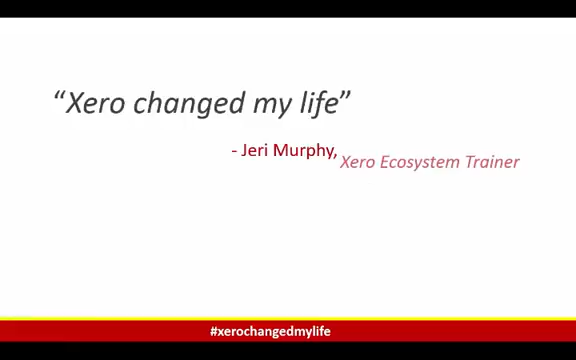 “Xero changed my life”
- Jeri Murphy, Xero Ecosystem Trainer
#xerochangedmylife